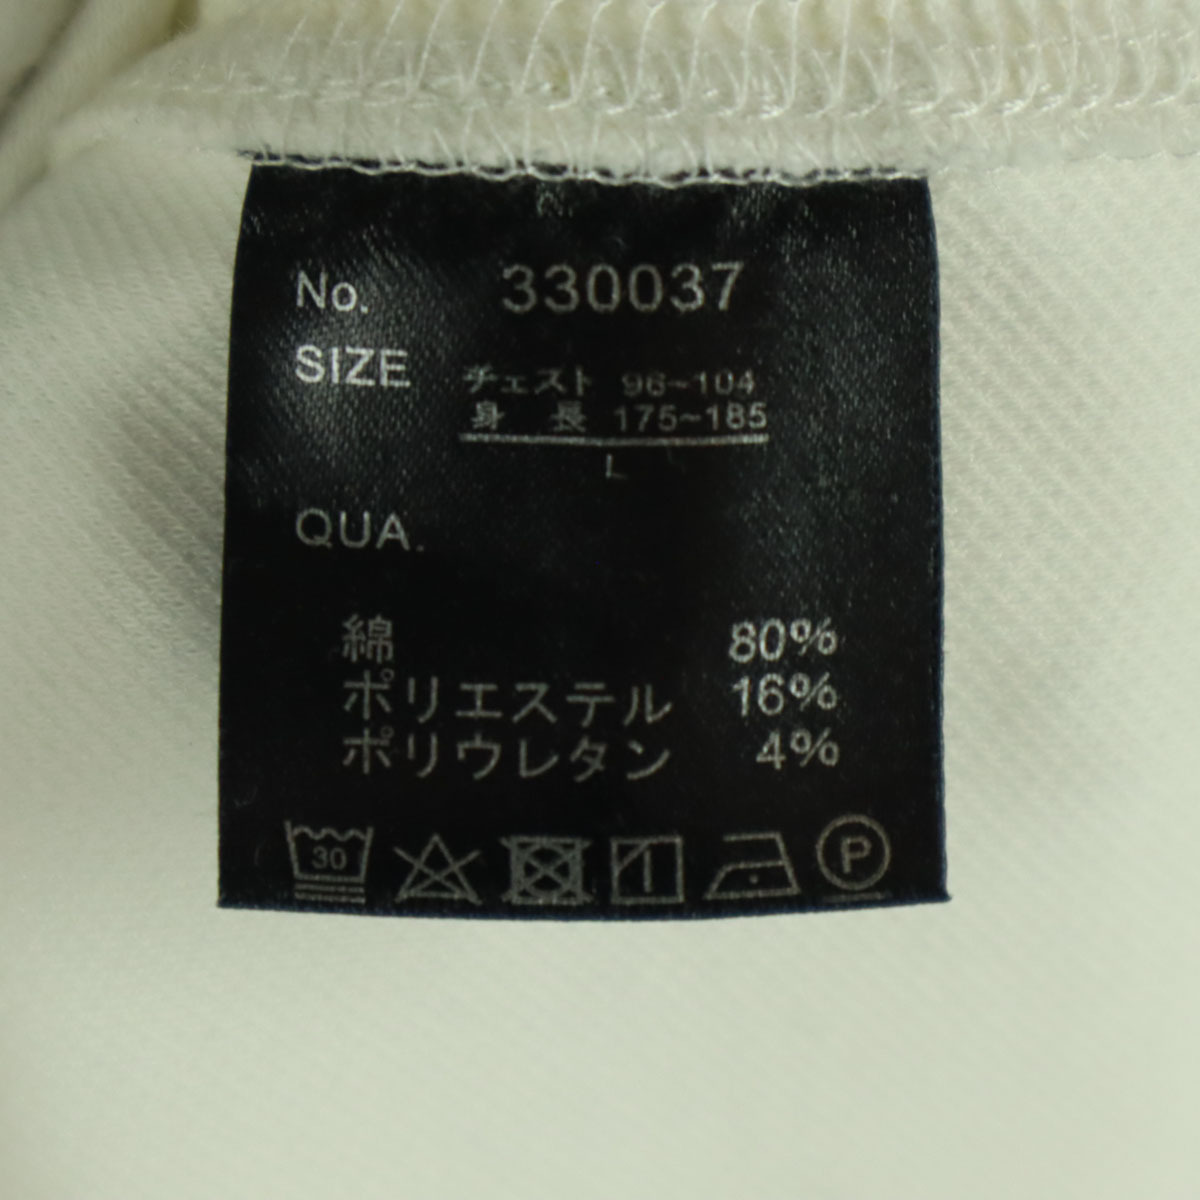 No. 330037
SIZE チェスト 96~104
身長 175~185
L
QUA.
綿 80%
ポリエステル 16%
ポリウレタン 4%
30 P